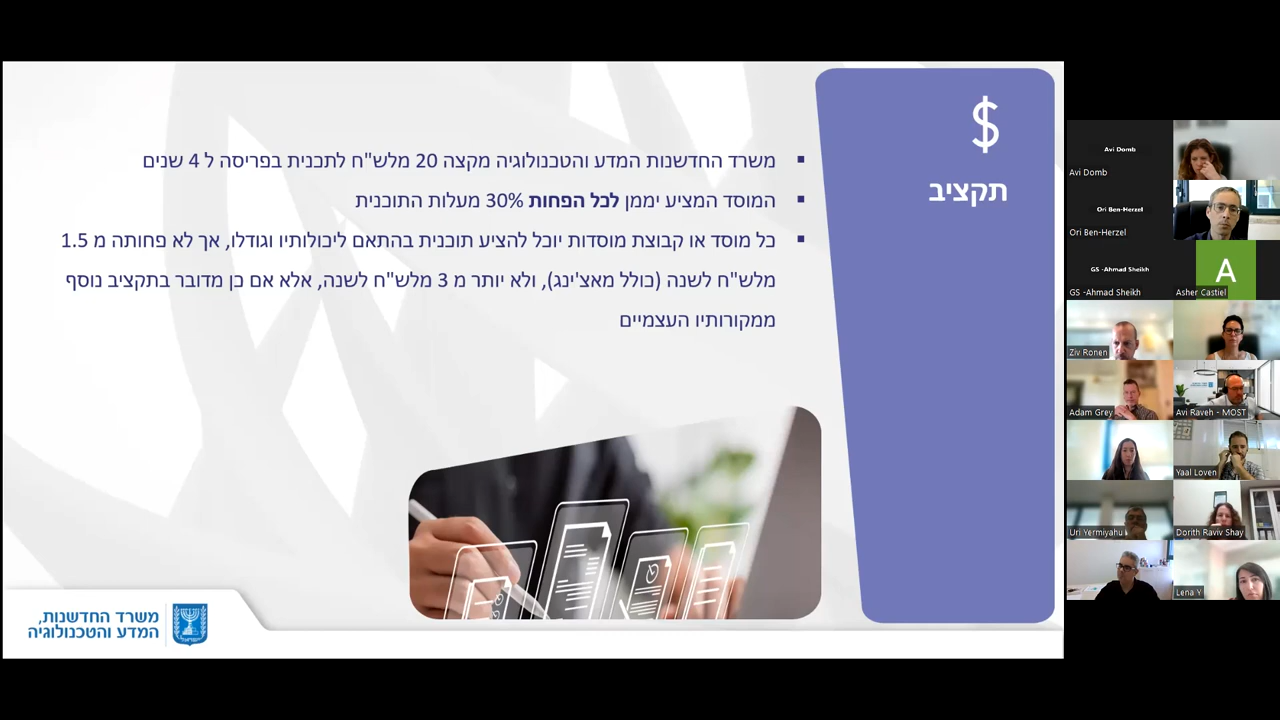 $
תקציב
משרד החדשנות המדע והטכנולוגיה מקצה 20 מלש"ח לתכנית בפריסה ל 4 שנים
המוסד המציע יממן לכל הפחות 30% מעלות התוכנית
כל מוסד או קבוצת מוסדות יוכל להציע תוכנית בהתאם ליכולותיו וגודלו, אך לא פחותה מ 1.5
מלש"ח לשנה (כולל מאצ'ינג), ולא יותר מ 3 מלש"ח לשנה, אלא אם כן מדובר בתקציב נוסף
ממקורותיו העצמיים
משרד החדשנות,
המדע והטכנולוגיה
Avi Domb
Avi Domb
Ori Ben-Herzel
Ori Ben-Herzel
GS -Ahmad Sheikh
GS -Ahmad Sheikh
A
Asher Castiel
Ziv Ronen
Adam Grey
Avi Raveh - MOST
Yaal Loven
Uri Yermiyahu
Dorith Raviv Shay
Lena Y